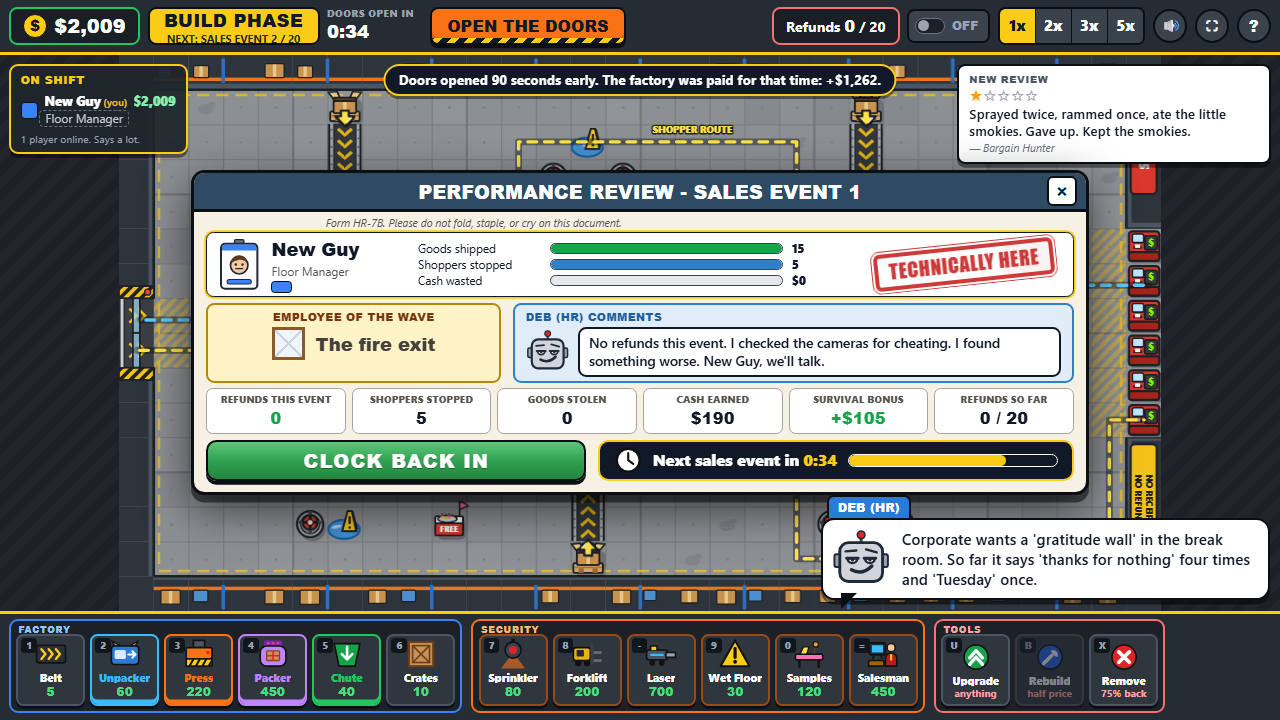 $ $2,009
BUILD PHASE
NEXT: SALES EVENT 2 / 20
DOORS OPEN IN
0:34
OPEN THE DOORS
Refunds 0 / 20
OFF
1x 2x 3x 5x
?
ON SHIFT
New Guy (you) $2,009
Floor Manager
1 player online. Says a lot.
Doors opened 90 seconds early. The factory was paid for that time: +$1,262.
NEW REVIEW
Sprayed twice, rammed once, ate the little
smokies. Gave up. Kept the smokies.
— Bargain Hunter
SHOPPER ROUTE
PERFORMANCE REVIEW - SALES EVENT 1
×
Form HR-7B. Please do not fold, staple, or cry on this document.
New Guy
Floor Manager
Goods shipped 15
Shoppers stopped 5
Cash wasted $0
TECHNICALLY HERE
EMPLOYEE OF THE WAVE
The fire exit
DEB (HR) COMMENTS
No refunds this event. I checked the cameras for cheating. I found
something worse. New Guy, we'll talk.
REFUNDS THIS EVENT
0
SHOPPERS STOPPED
5
GOODS STOLEN
0
CASH EARNED
$190
SURVIVAL BONUS
+$105
REFUNDS SO FAR
0 / 20
CLOCK BACK IN
Next sales event in 0:34
FREE
DEB (HR)
Corporate wants a 'gratitude wall' in the break
room. So far it says 'thanks for nothing' four times
and 'Tuesday' once.
FACTORY
1
Belt
5
2
Unpacker
60
3
Press
220
4
Packer
450
5
Chute
40
6
Crates
10
SECURITY
7
Sprinkler
80
8
Forklift
200
-
Laser
700
9
Wet Floor
30
0
Samples
120
=
Salesman
450
TOOLS
U
Upgrade
anything
B
Rebuild
half price
X
Remove
75% back